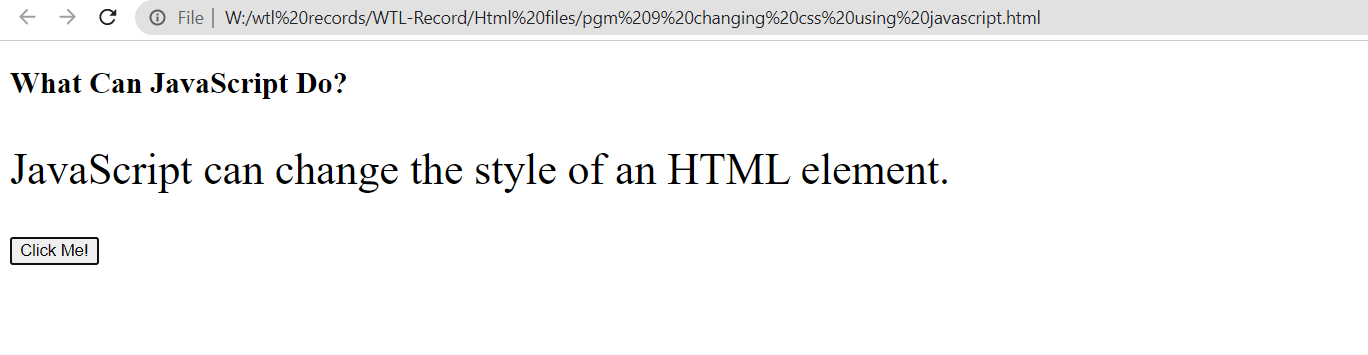 File | W:/wtl%20records/WTL-Record/Html%20files/pgm%209%20changing%20css%20using%20javascript.html
What Can JavaScript Do?
JavaScript can change the style of an HTML element.
Click Me!